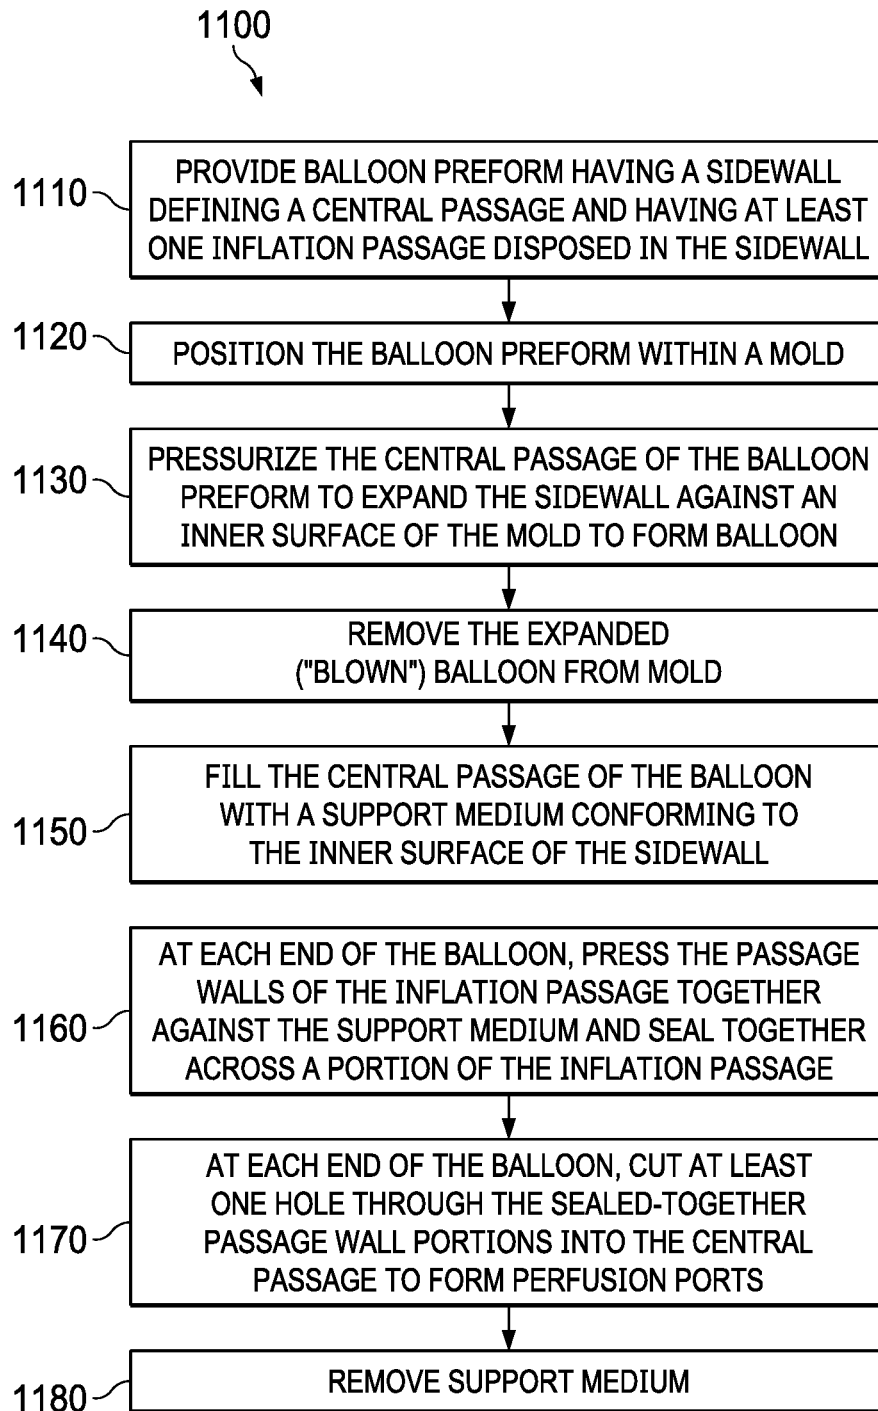 1100
1110
PROVIDE BALLOON PREFORM HAVING A SIDEWALL
DEFINING A CENTRAL PASSAGE AND HAVING AT LEAST
ONE INFLATION PASSAGE DISPOSED IN THE SIDEWALL
1120
POSITION THE BALLOON PREFORM WITHIN A MOLD
1130
PRESSURIZE THE CENTRAL PASSAGE OF THE BALLOON
PREFORM TO EXPAND THE SIDEWALL AGAINST AN
INNER SURFACE OF THE MOLD TO FORM BALLOON
1140
REMOVE THE EXPANDED
("BLOWN") BALLOON FROM MOLD
1150
FILL THE CENTRAL PASSAGE OF THE BALLOON
WITH A SUPPORT MEDIUM CONFORMING TO
THE INNER SURFACE OF THE SIDEWALL
1160
AT EACH END OF THE BALLOON, PRESS THE PASSAGE
WALLS OF THE INFLATION PASSAGE TOGETHER
AGAINST THE SUPPORT MEDIUM AND SEAL TOGETHER
ACROSS A PORTION OF THE INFLATION PASSAGE
1170
AT EACH END OF THE BALLOON, CUT AT LEAST
ONE HOLE THROUGH THE SEALED-TOGETHER
PASSAGE WALL PORTIONS INTO THE CENTRAL
PASSAGE TO FORM PERFUSION PORTS
1180
REMOVE SUPPORT MEDIUM